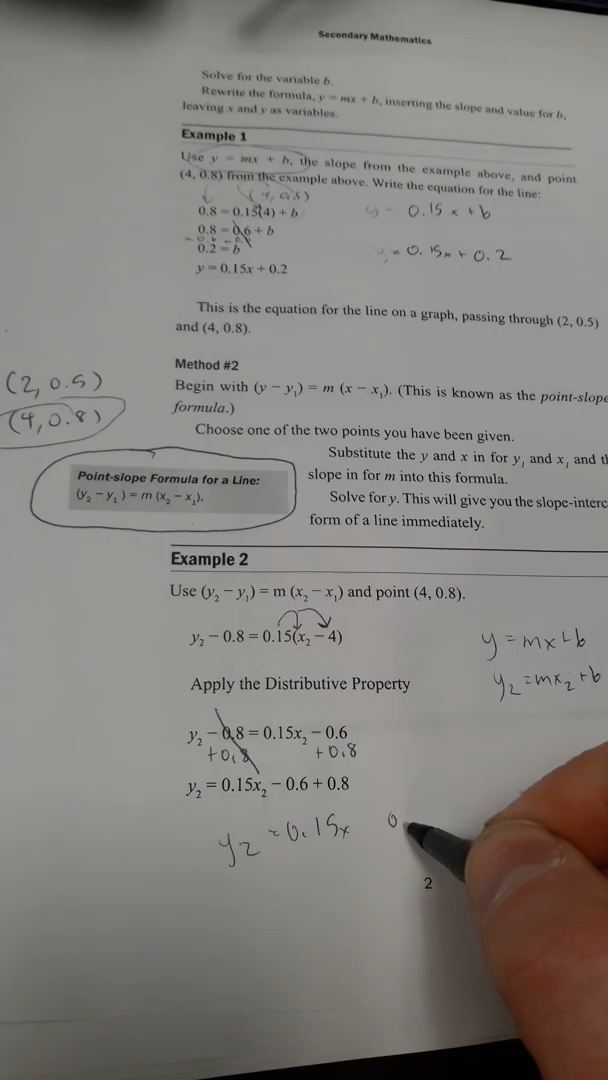 Secondary Mathematics
Solve for the variable b.
Rewrite the formula, y = mx + b, inserting the slope and value for b,
leaving x and y as variables.
Example 1
Use y = mx + b, the slope from the example above, and point
(4, 0.8) from the example above. Write the equation for the line:
(4, 0.8)
0.8 = 0.15(4) + b
y = 0.15x + b
0.8 = 0.6 + b
0.2 = b
y = 0.15x + 0.2
y = 0.15x + 0.2
This is the equation for the line on a graph, passing through (2, 0.5)
and (4, 0.8).
(2, 0.5)
(4, 0.8)
Method #2
Begin with (y − y₁) = m (x − x₁). (This is known as the point-slope
formula.)
Choose one of the two points you have been given.
Substitute the y and x in for y₁ and x₁ and th
slope in for m into this formula.
Solve for y. This will give you the slope-interc
form of a line immediately.
Point-slope Formula for a Line:
(y₂ − y₁ ) = m (x₂ − x₁).
Example 2
Use (y₂ − y₁) = m (x₂ − x₁) and point (4, 0.8).
y₂ − 0.8 = 0.15(x₂ − 4)
y = mx + b
y₂ = mx₂ + b
Apply the Distributive Property
y₂ − 0.8 = 0.15x₂ − 0.6
+0.8 +0.8
y₂ = 0.15x₂ − 0.6 + 0.8
y₂ = 0.15x 0
2